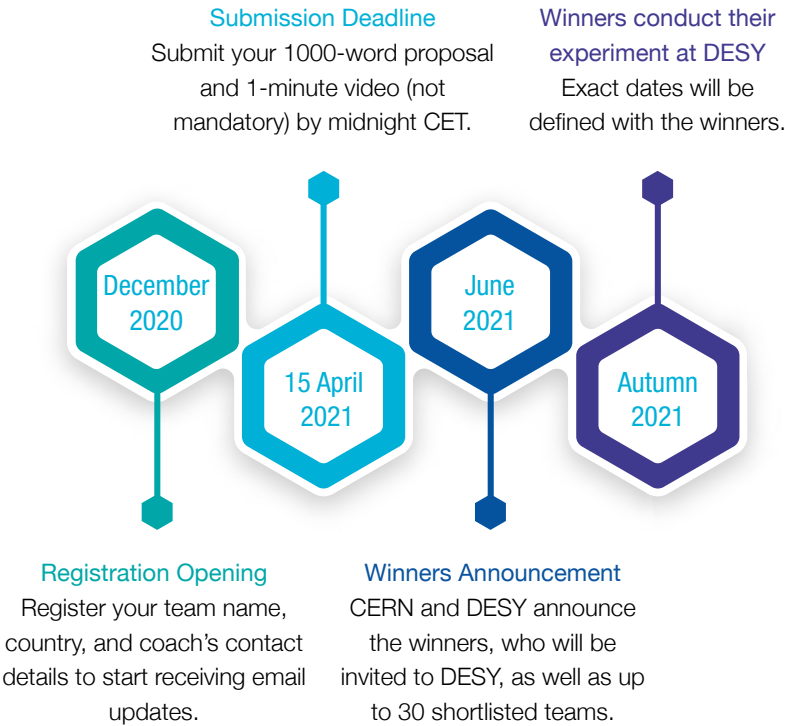 Submission Deadline
Submit your 1000-word proposal
and 1-minute video (not
mandatory) by midnight CET.
Winners conduct their
experiment at DESY
Exact dates will be
defined with the winners.
December
2020
15 April
2021
June
2021
Autumn
2021
Registration Opening
Register your team name,
country, and coach’s contact
details to start receiving email
updates.
Winners Announcement
CERN and DESY announce
the winners, who will be
invited to DESY, as well as up
to 30 shortlisted teams.